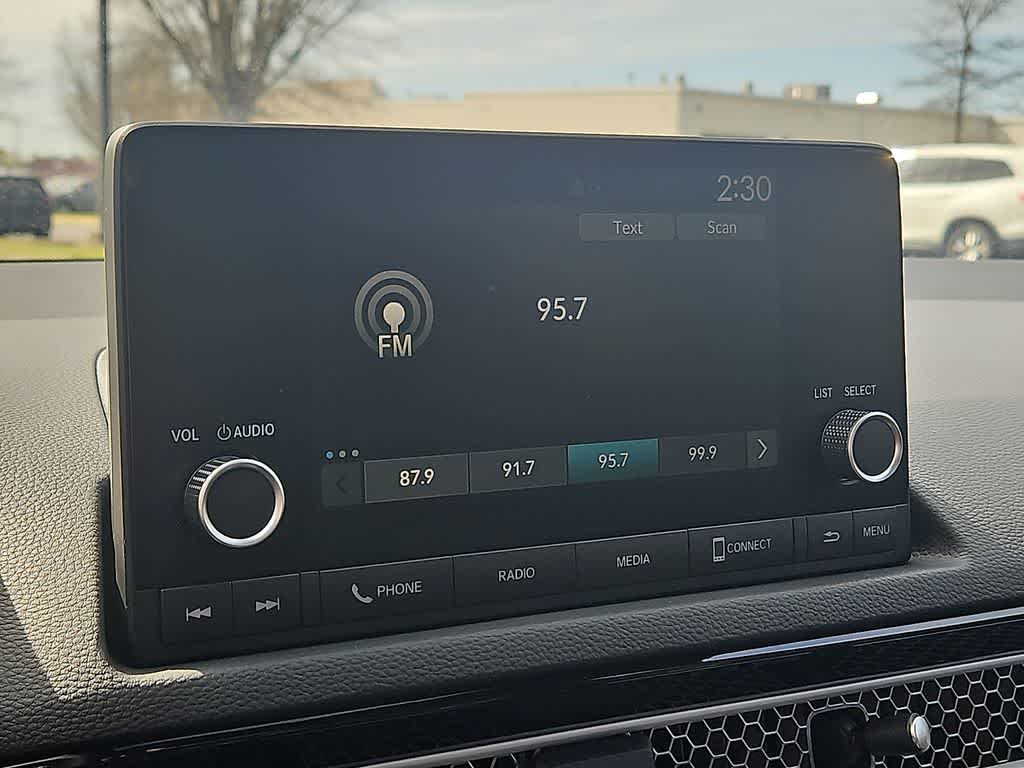 2:30
Text Scan
95.7
FM
LIST SELECT
VOL AUDIO
87.9 91.7 95.7 99.9
PHONE RADIO MEDIA CONNECT MENU